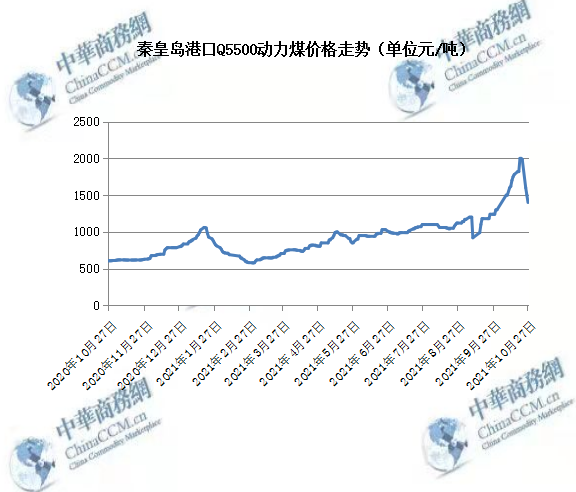 中華商務網
ChinaCCM.cn
China Commodity Marketplace
中華商務網
ChinaCCM.cn
China Commodity Marketplace
秦皇岛港口Q5500动力煤价格走势（单位元/吨）
2500
2000
1500
1000
500
0
2020年10月27日
2020年11月27日
2020年12月27日
2021年1月27日
2021年2月27日
2021年3月27日
2021年4月27日
2021年5月27日
2021年6月27日
2021年7月27日
2021年8月27日
2021年9月27日
2021年10月27日
中華商務網
ChinaCCM.cn
China Commodity Marketplace
中華商務網
ChinaCCM.cn
China Commodity Marketplace